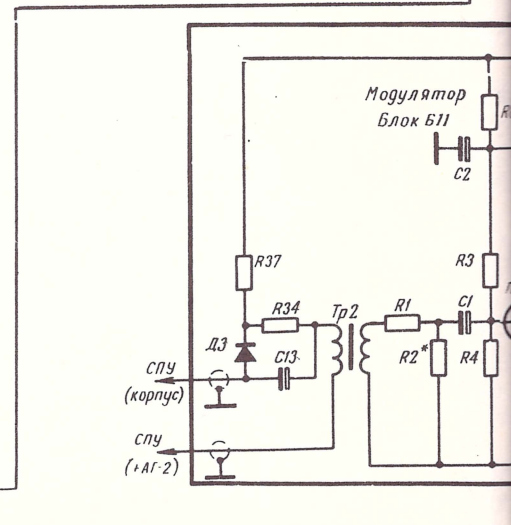 Модулятор
Блок Б11
C2
R37
R3
R34
Тр2
R1
C1
Д3
C13
R2*
R4
СПУ
(корпус)
СПУ
(+АГ-2)